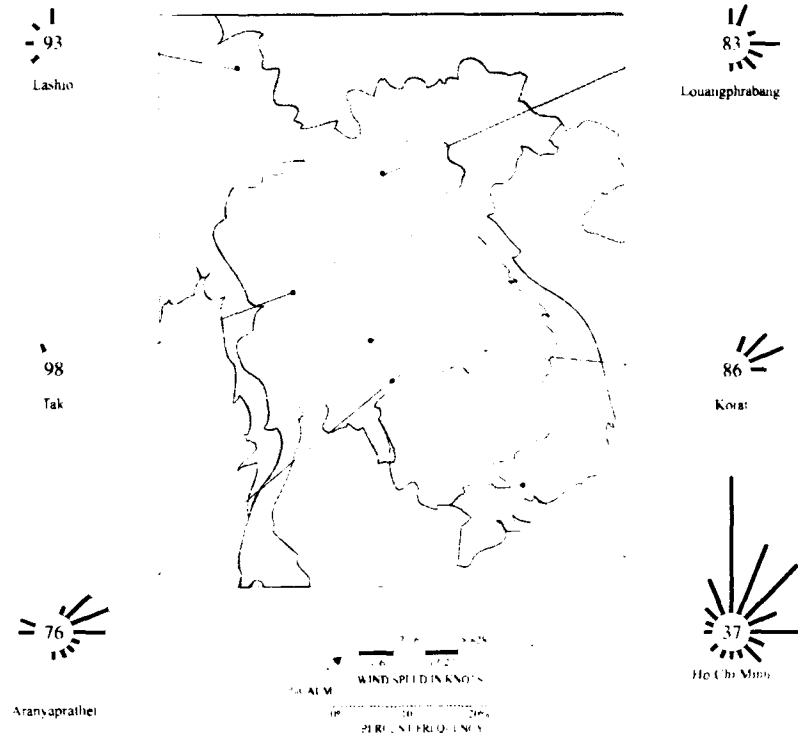 93
Lashio
83
Louangphrabang
98
Tak
86
Korat
76
Aranyaprathet
37
Ho Chi Minh
WIND SPEED IN KNOTS
CALM
PERCENT FREQUENCY